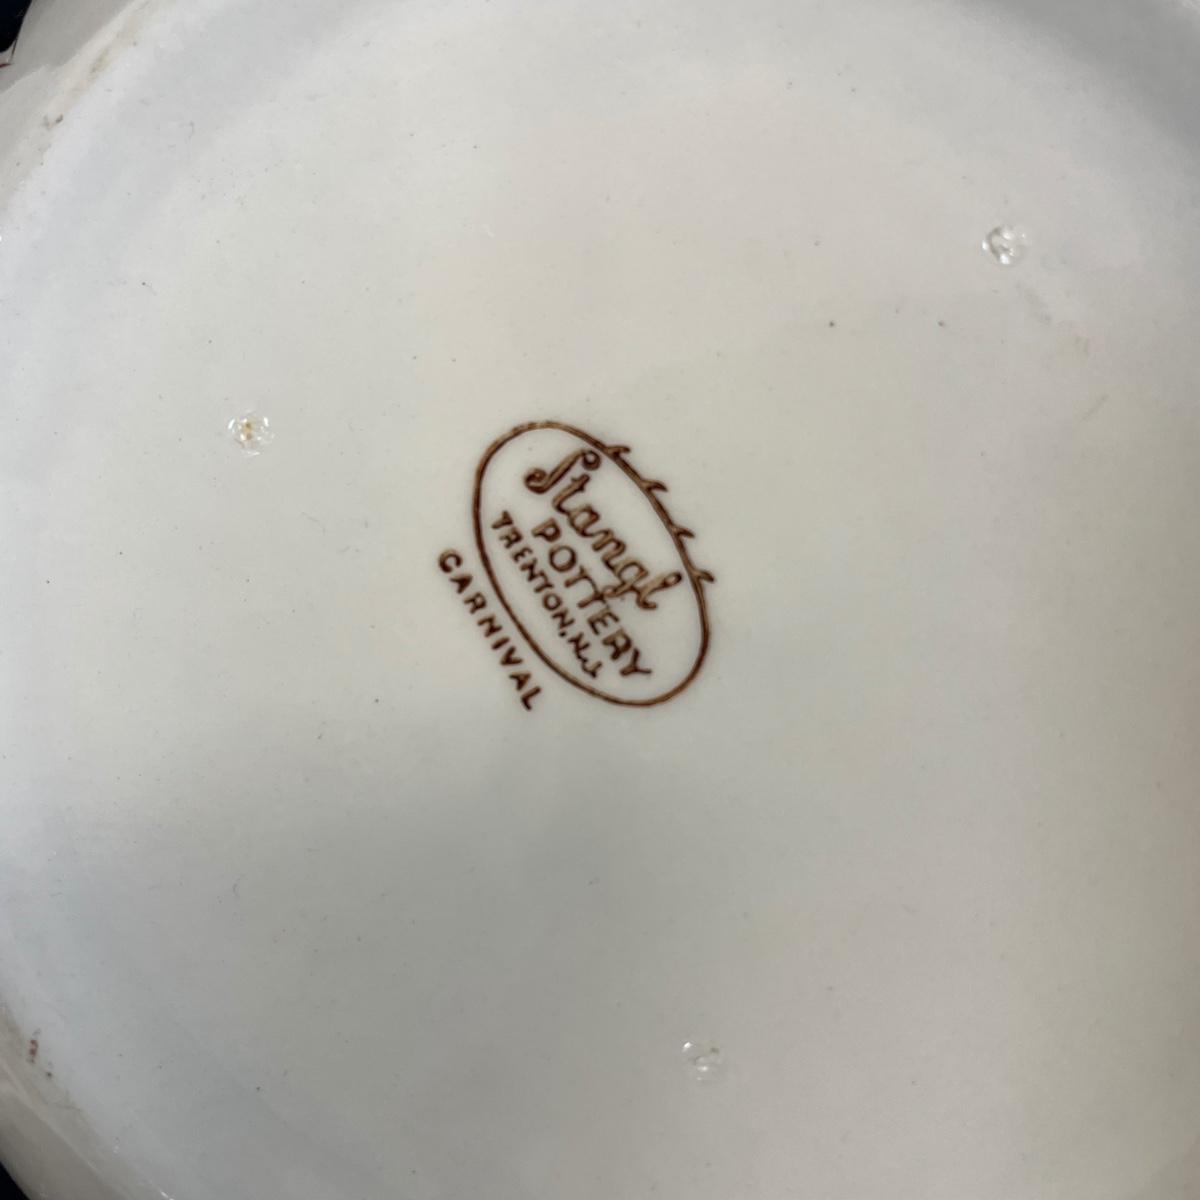 Stangl
POTTERY
TRENTON, N.J.
CARNIVAL